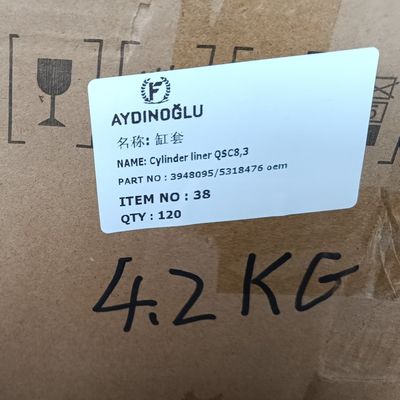 F
AYDINOĞLU
名称: 缸套
NAME: Cylinder liner QSC8,3
PART NO : 3948095/5318476 oem
ITEM NO : 38
QTY : 120
4.2KG